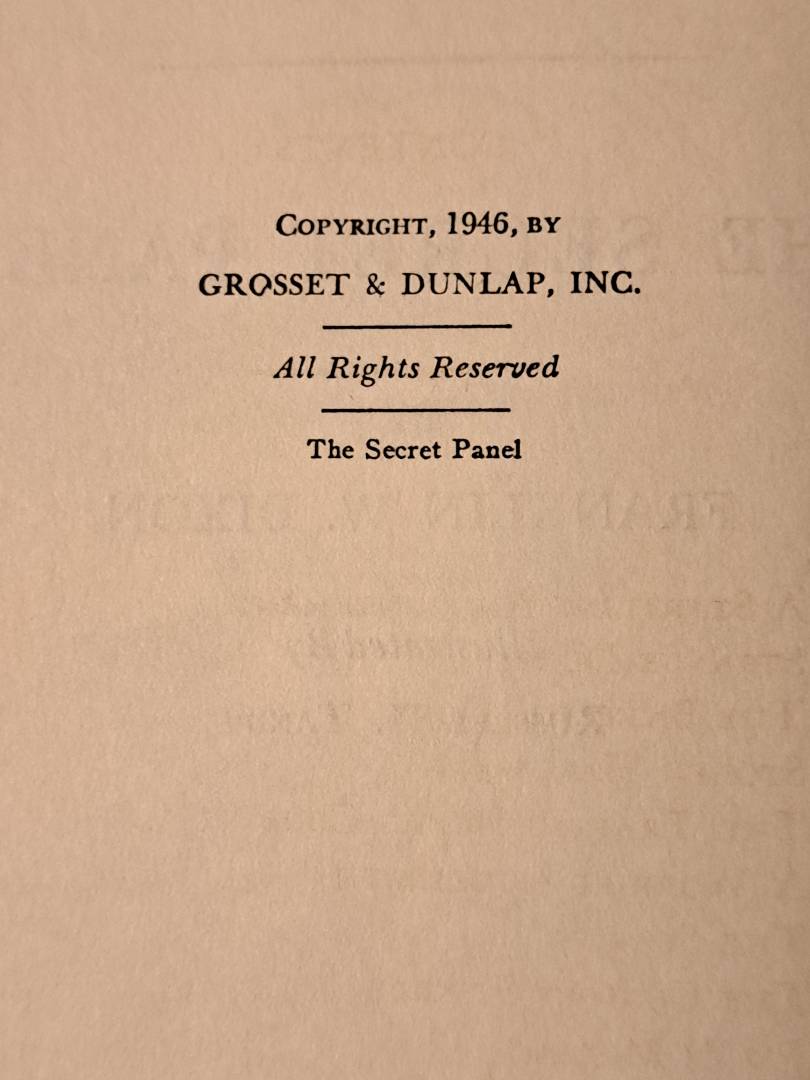 COPYRIGHT, 1946, BY
GROSSET & DUNLAP, INC.
All Rights Reserved
The Secret Panel